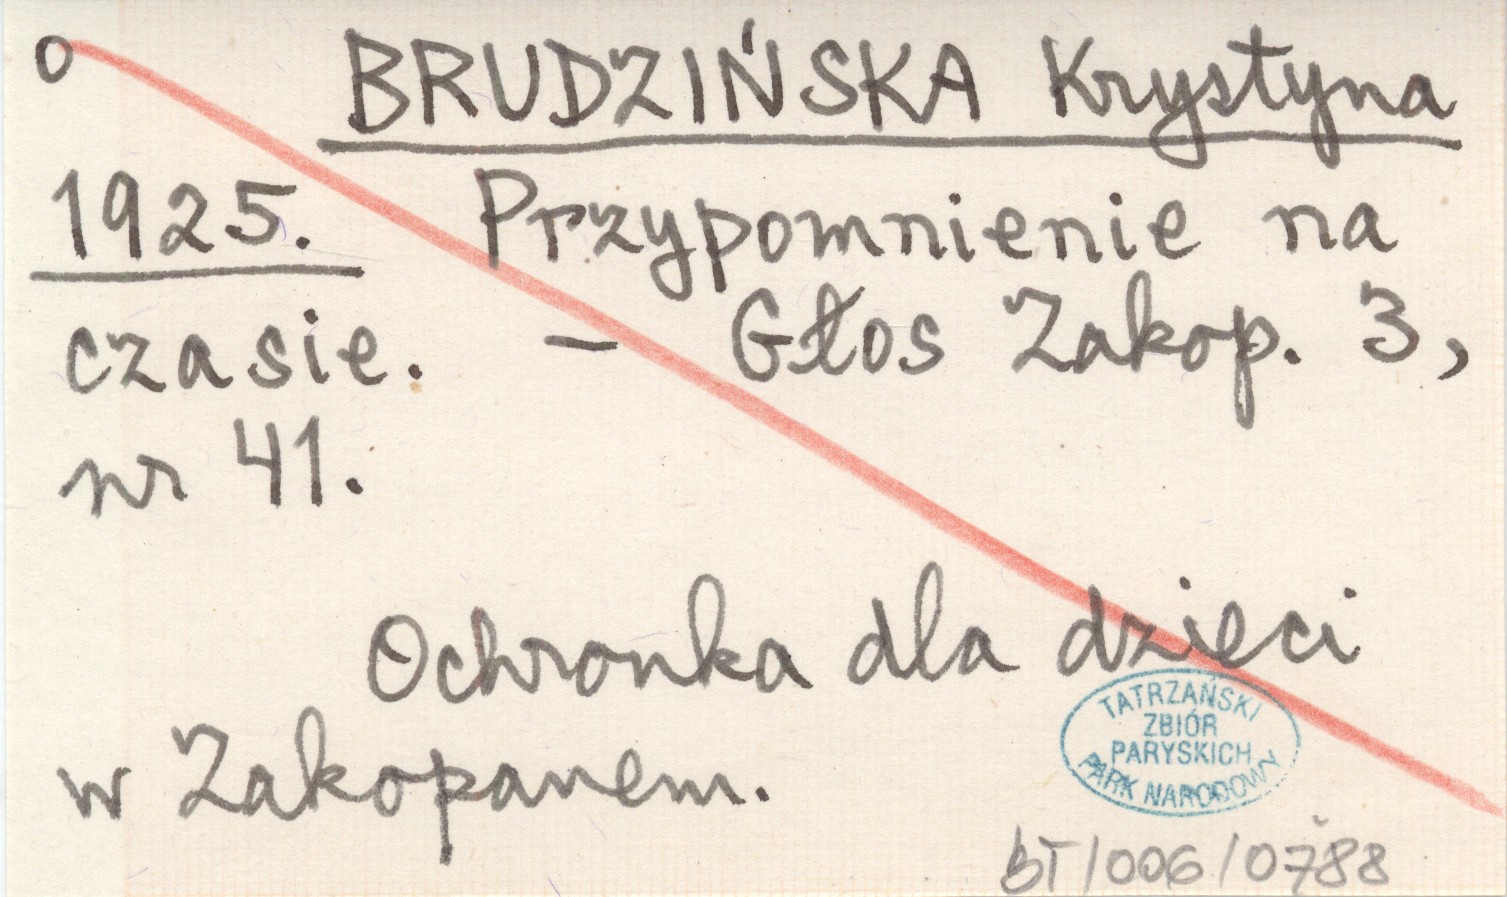 o BRUDZIŃSKA Krystyna
1925. Przypomnienie na
czasie. – Głos Zakop. 3,
nr 41.
Ochronka dla dzieci
w Zakopanem.
TATRZAŃSKI
ZBIÓR
PARYSKICH
PARK NARODOWY
BT/006/0788